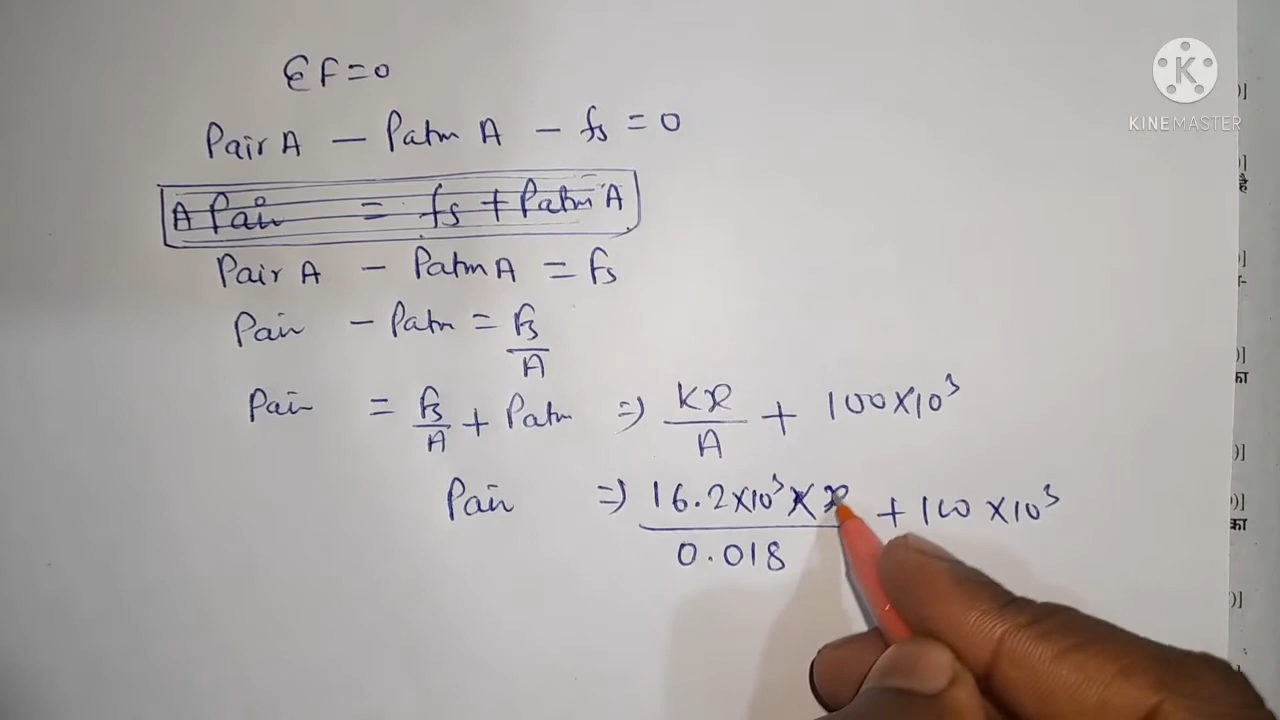 ΣF=0
K
KINEMASTER
PairA - Patm A - fs = 0
A Pair = fs + Patm A
Pair A - Patm A = fs
Pair - Patm = fs/A
Pair = fs/A + Patm ⇒ Kx/A + 100×10³
Pair ⇒ 16.2×10³ × x/0.018 + 100 ×10³
है
का
का